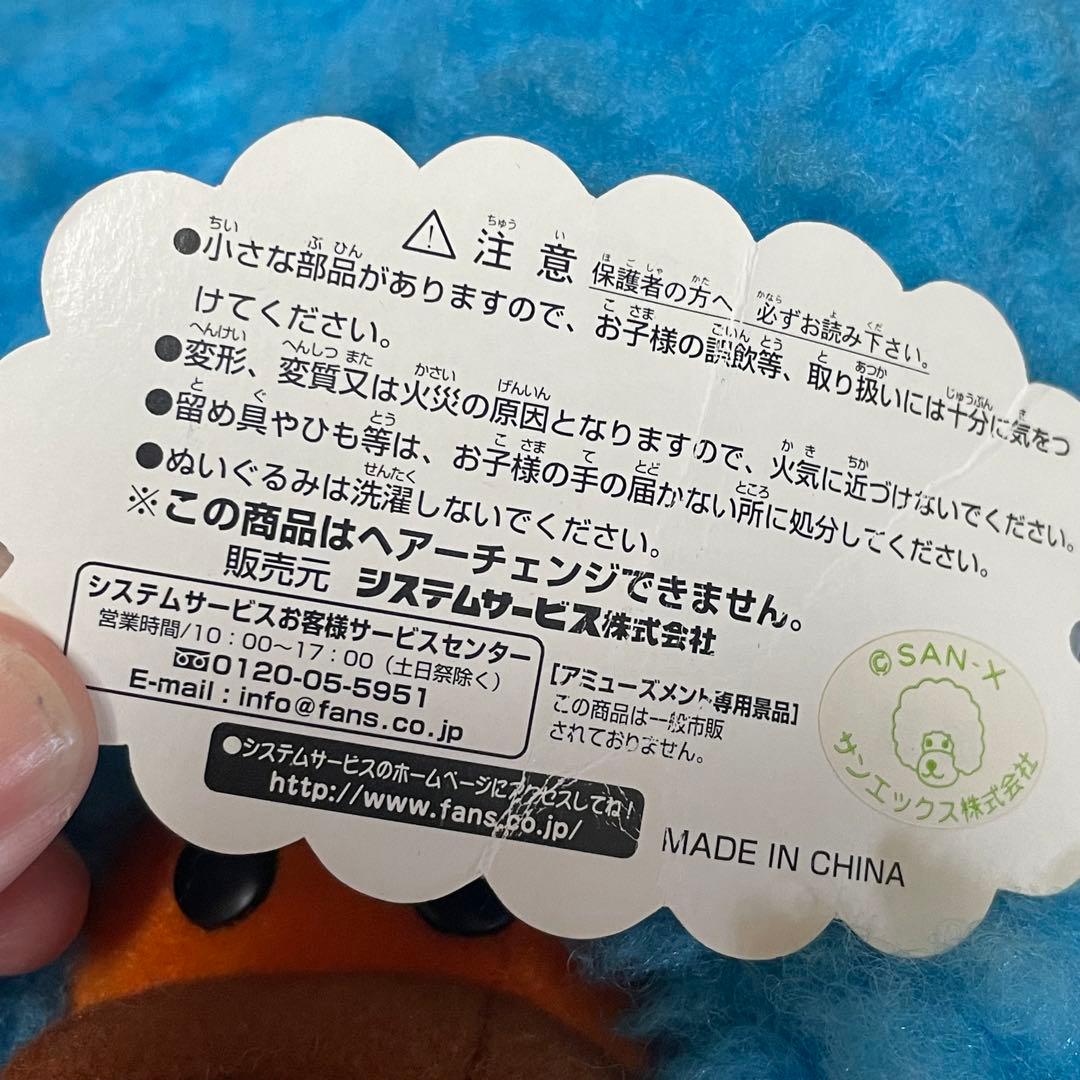 ⚠注意 保護者の方へ 必ずお読み下さい。
●小さな部品がありますので、お子様の誤飲等、取り扱いには十分に気をつ
けてください。
●変形、変質又は火災の原因となりますので、火気に近づけないでください。
●留め具やひも等は、お子様の手の届かない所に処分してください。
●ぬいぐるみは洗濯しないでください。
※この商品はヘアーチェンジできません。
販売元 システムサービス株式会社
システムサービスお客様サービスセンター
営業時間/10:00〜17:00（土日祭除く）
0120-05-5951
E-mail : info@fans.co.jp
[アミューズメント専用景品]
この商品は一般市販
されておりません。
●システムサービスのホームページにアクセスしてね!
http://www.fans.co.jp/
©SAN-X
サンエックス株式会社
MADE IN CHINA